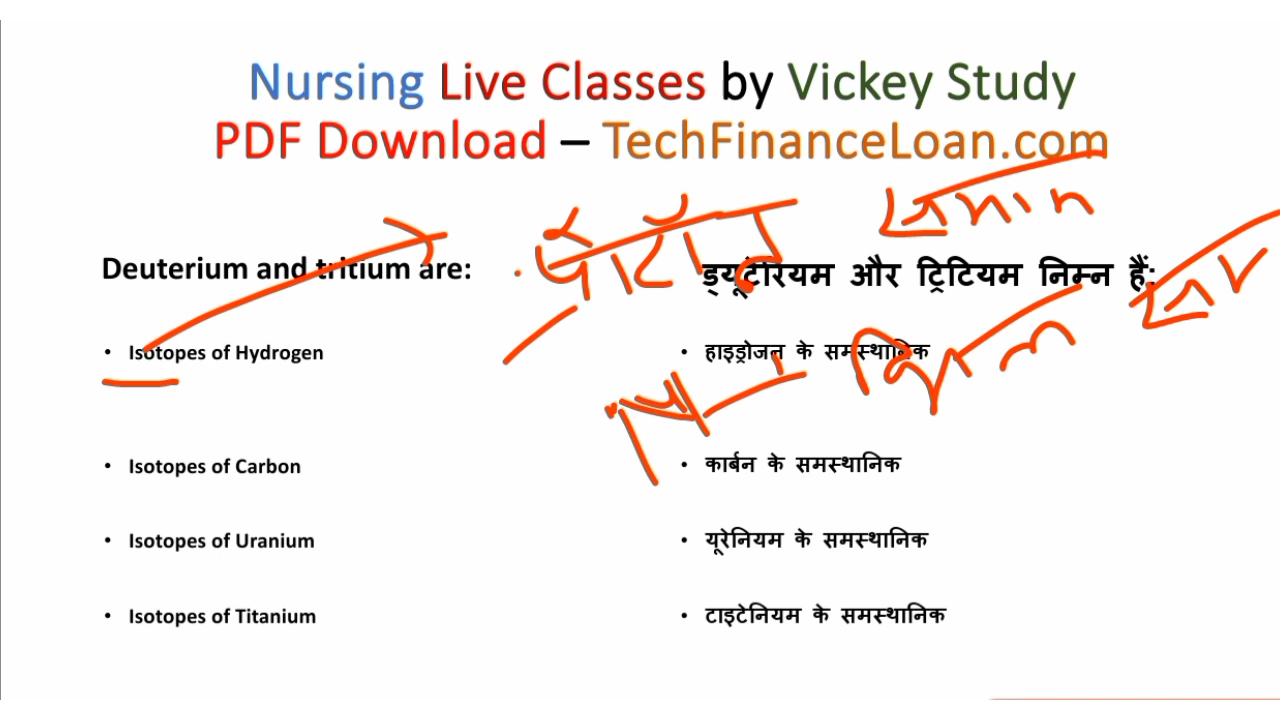 Nursing Live Classes by Vickey Study
PDF Download – TechFinanceLoan.com
समान
Deuterium and tritium are:
• Isotopes of Hydrogen
• Isotopes of Carbon
• Isotopes of Uranium
• Isotopes of Titanium
ड्यूटेरियम और ट्रिटियम निम्न हैं:
• हाइड्रोजन के समस्थानिक
• कार्बन के समस्थानिक
• यूरेनियम के समस्थानिक
• टाइटेनियम के समस्थानिक